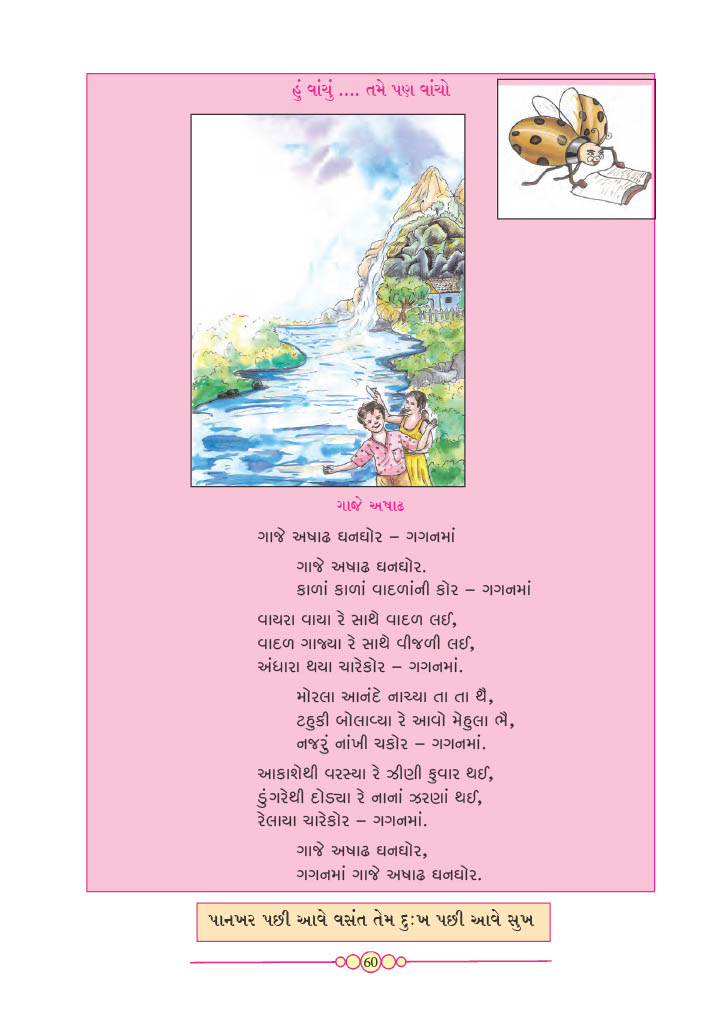 હું વાંચું .... તમે પણ વાંચો
ગાજે અષાઢ
ગાજે અષાઢ ઘનઘોર – ગગનમાં
ગાજે અષાઢ ઘનઘોર.
કાળાં કાળાં વાદળાંની કોર – ગગનમાં
વાયરા વાયા રે સાથે વાદળ લઈ,
વાદળ ગાજ્યા રે સાથે વીજળી લઈ,
અંધારા થયા ચારેકોર – ગગનમાં.
મોરલા આનંદે નાચ્યા તા તા થૈ,
ટહુકી બોલાવ્યા રે આવો મેહુલા ભૈ,
નજરું નાંખી ચકોર – ગગનમાં.
આકાશેથી વરસ્યા રે ઝીણી ફુવાર થઈ,
ડુંગરેથી દોડ્યા રે નાનાં ઝરણાં થઈ,
રેલાયા ચારેકોર – ગગનમાં.
ગાજે અષાઢ ઘનઘોર,
ગગનમાં ગાજે અષાઢ ઘનઘોર.
પાનખર પછી આવે વસંત તેમ દુઃખ પછી આવે સુખ
60